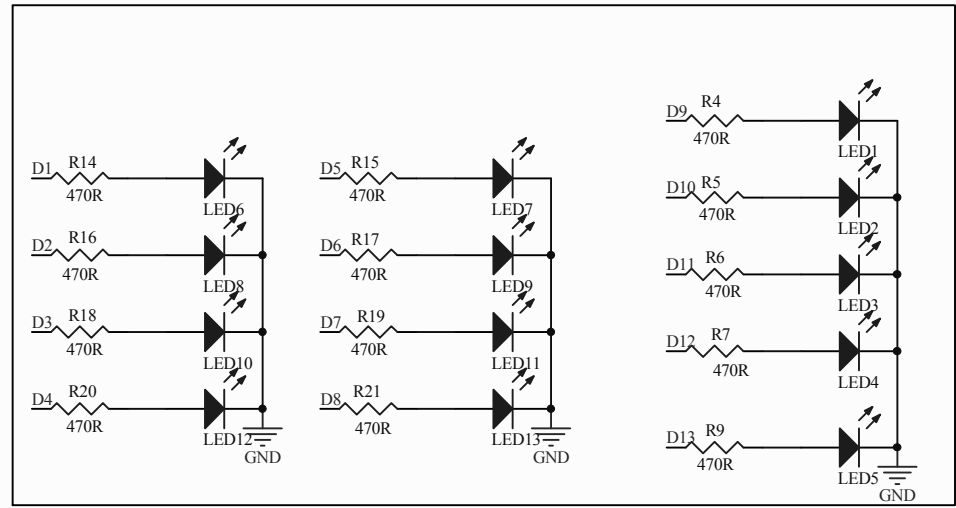 D1 R14
470R
LED6
D2 R16
470R
LED8
D3 R18
470R
LED10
D4 R20
470R
LED12
GND
D5 R15
470R
LED7
D6 R17
470R
LED9
D7 R19
470R
LED11
D8 R21
470R
LED13
GND
D9 R4
470R
LED1
D10 R5
470R
LED2
D11 R6
470R
LED3
D12 R7
470R
LED4
D13 R9
470R
LED5
GND